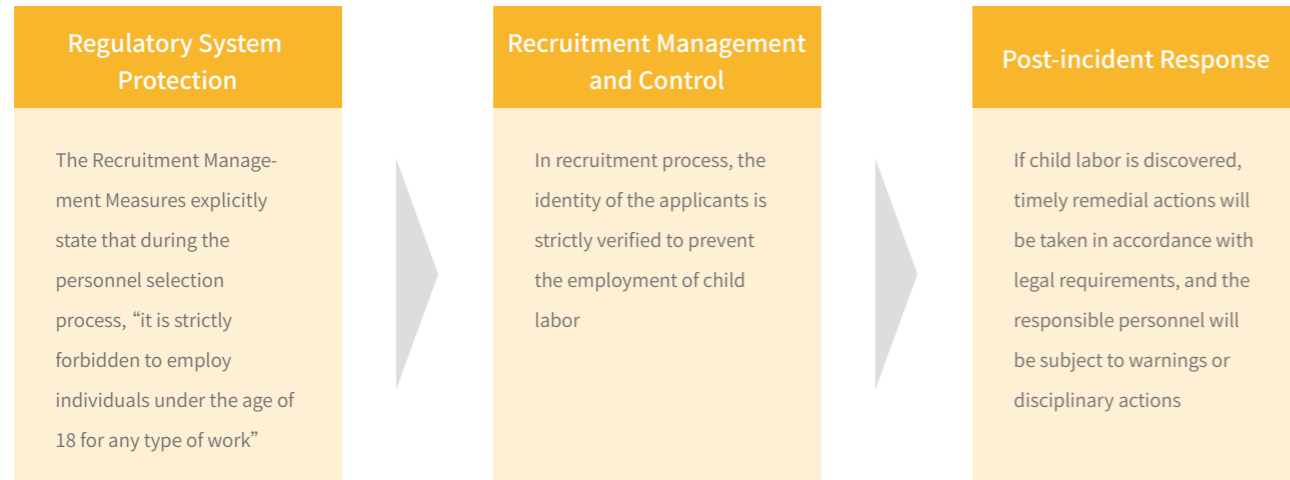 Regulatory System
Protection
The Recruitment Manage-
ment Measures explicitly
state that during the
personnel selection
process, “it is strictly
forbidden to employ
individuals under the age of
18 for any type of work”
Recruitment Management
and Control
In recruitment process, the
identity of the applicants is
strictly verified to prevent
the employment of child
labor
Post-incident Response
If child labor is discovered,
timely remedial actions will
be taken in accordance with
legal requirements, and the
responsible personnel will
be subject to warnings or
disciplinary actions